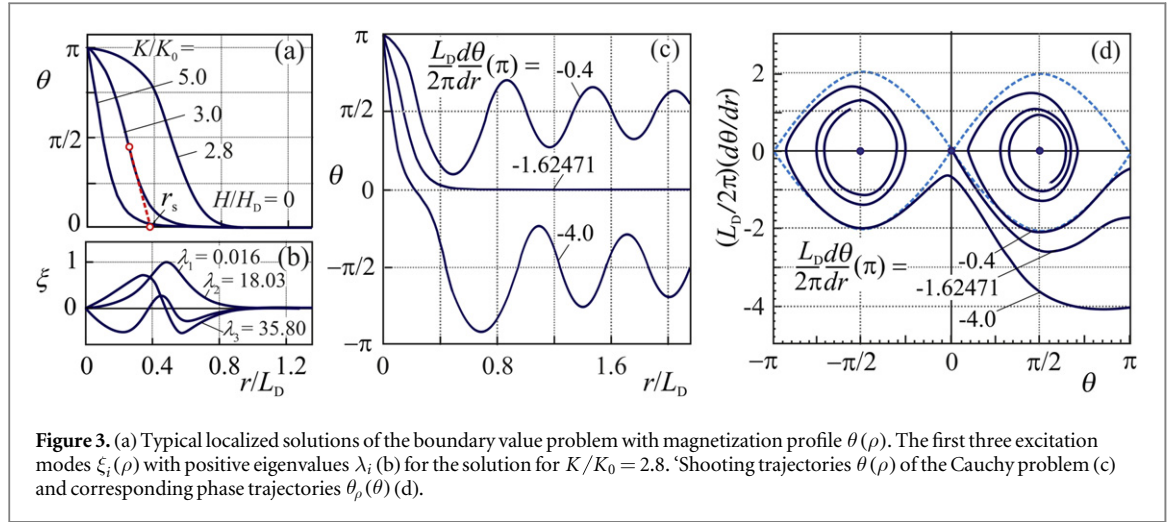 (a)
π
K/K₀ =
θ
5.0
3.0
π/2
2.8
r_s
H/H_D = 0
0
(b)
1
λ₁ = 0.016
ξ
λ₂ = 18.03
0
λ₃ = 35.80
0 0.4 0.8 1.2
r/L_D
(c)
π
L_D dθ
2π dr (π) =
-0.4
π/2
-1.62471
θ
0
-4.0
−π/2
−π
0 0.8 1.6
r/L_D
(d)
2
(L_D/2π)(dθ/dr)
0
-2
L_D dθ
2π dr (π) =
-0.4
-1.62471
-4.0
-4
−π −π/2 0 π/2 π
θ
Figure 3. (a) Typical localized solutions of the boundary value problem with magnetization profile θ(ρ). The first three excitation
modes ξᵢ(ρ) with positive eigenvalues λᵢ (b) for the solution for K/K₀ = 2.8. ‘Shooting trajectories θ(ρ) of the Cauchy problem (c)
and corresponding phase trajectories θ_ρ(θ) (d).